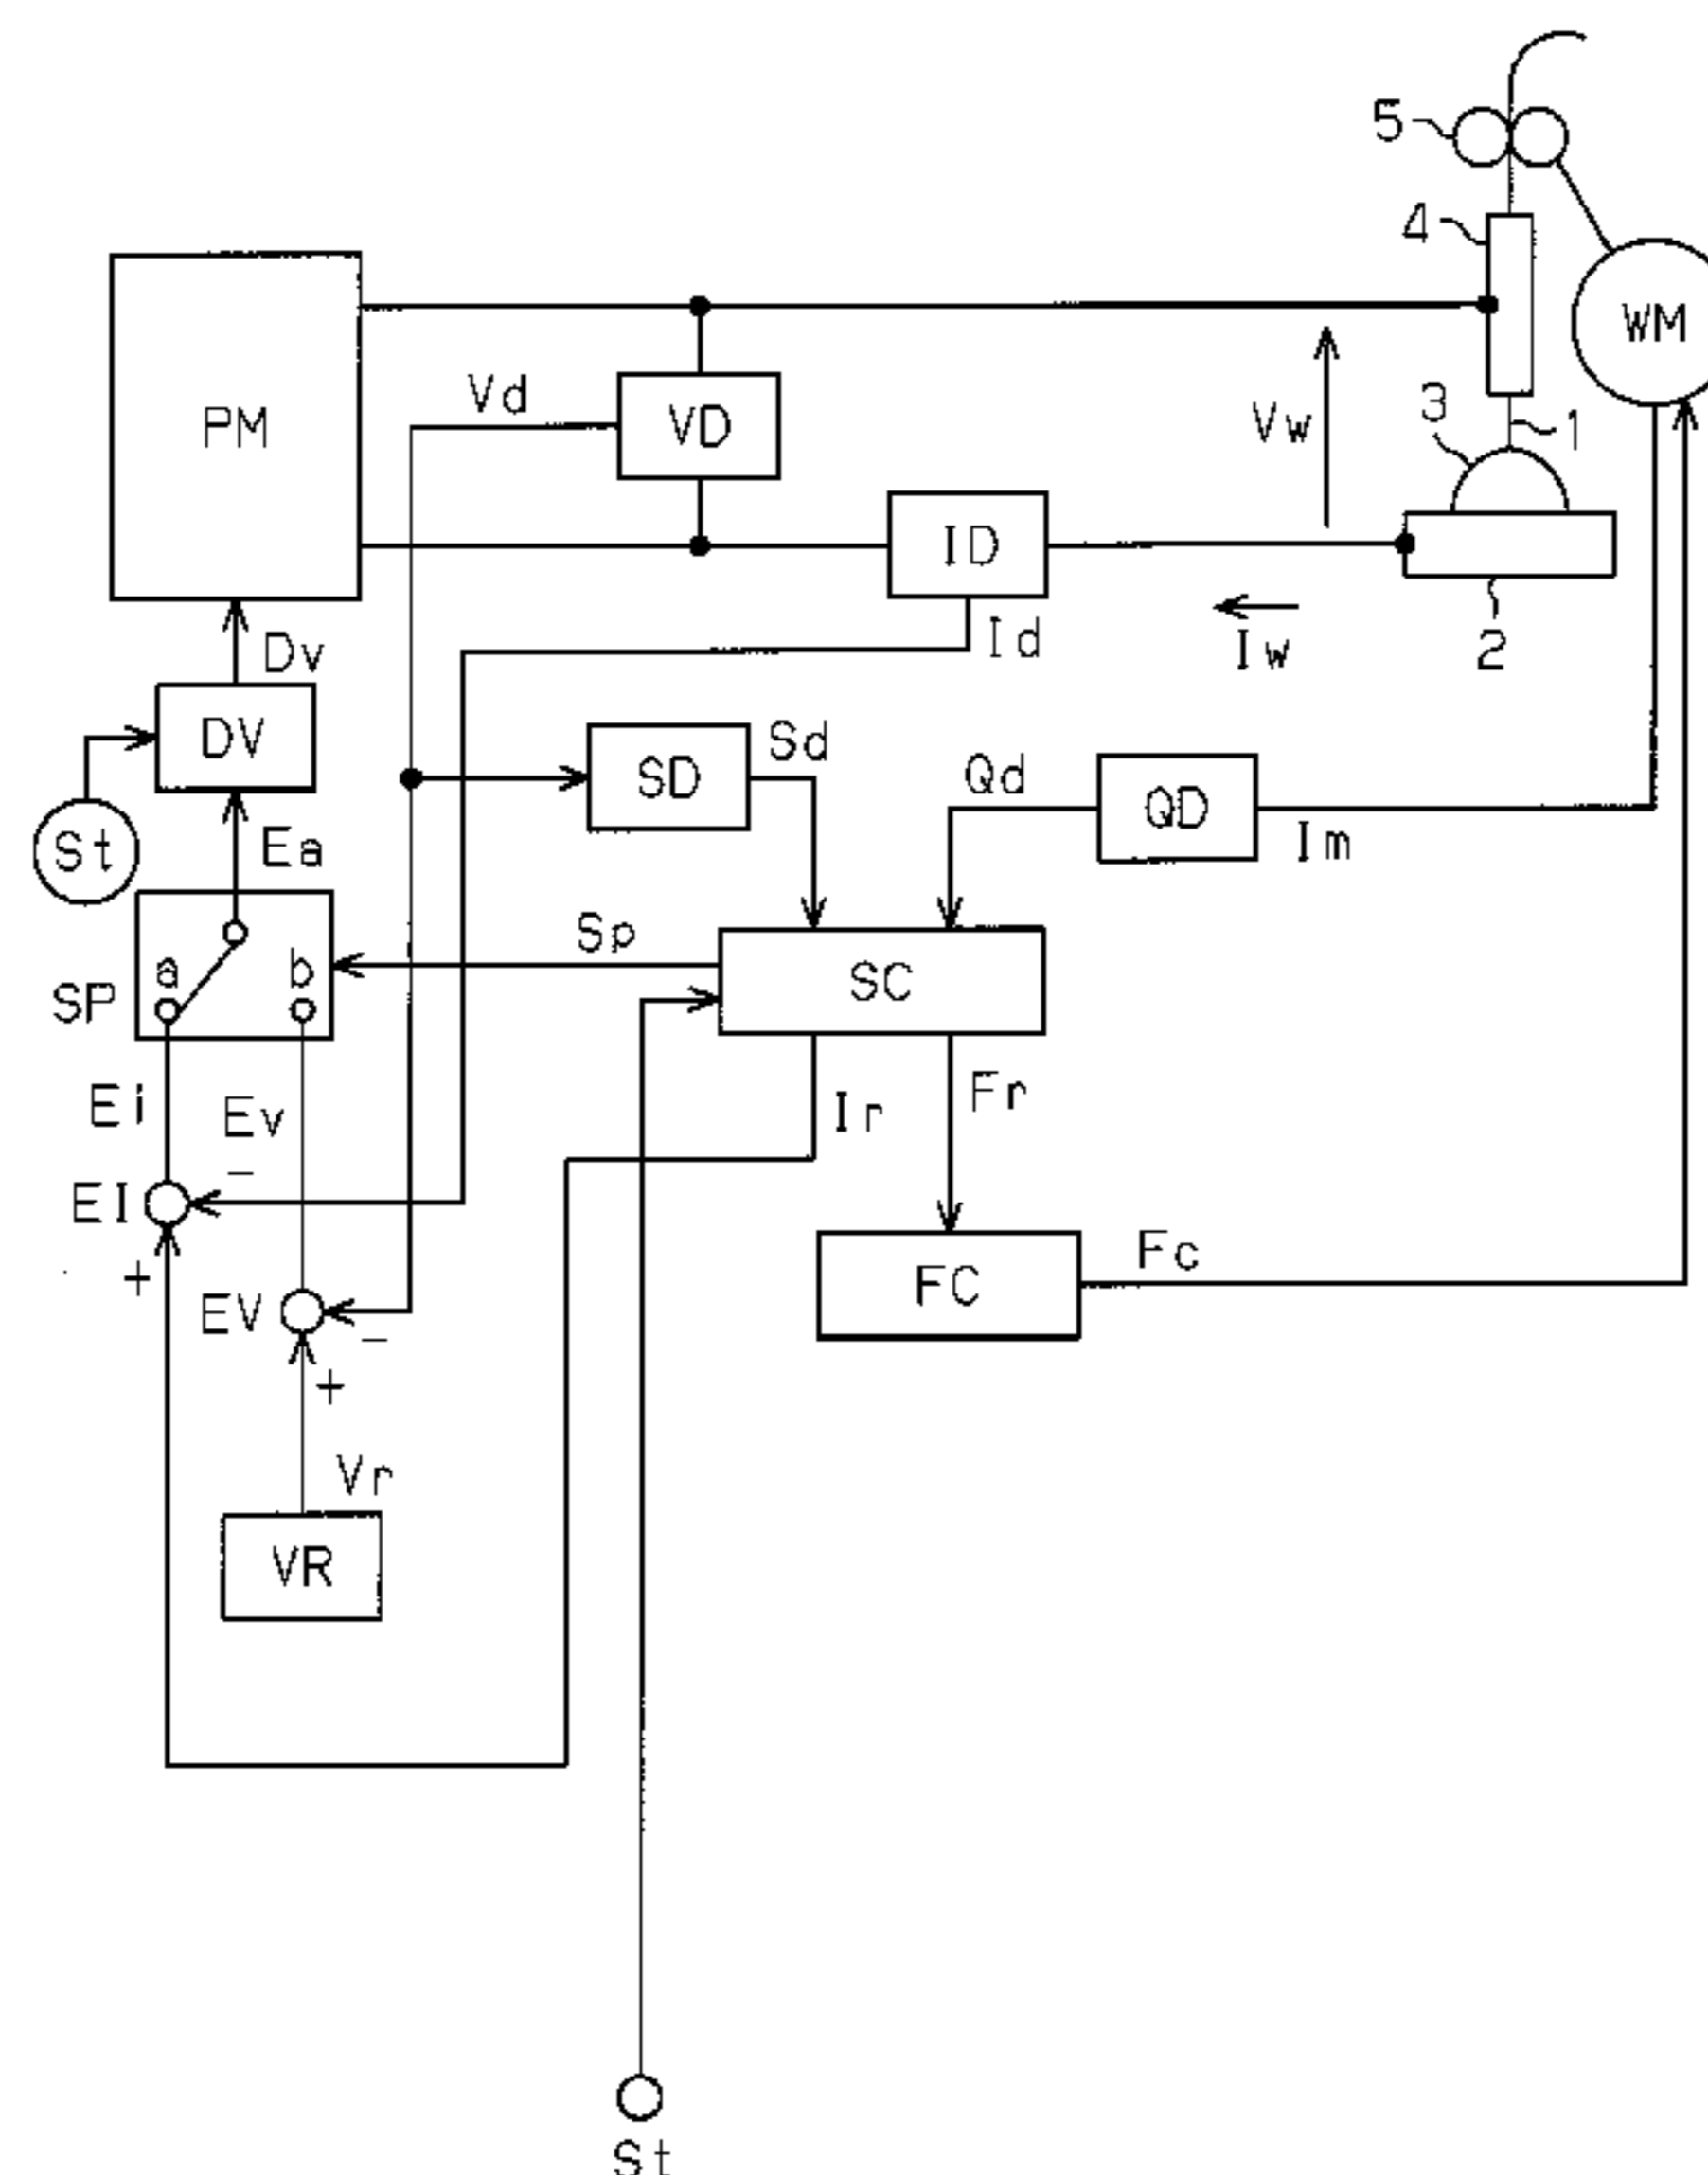 5
4
WM
PM
Vd
VD
Vw
3
1
ID
Id
Iw
2
Dv
DV
St
Ea
SD
Sd
Qd
QD
Im
SP
a
b
Sp
SC
Ei
Ev
Ir
Fr
EI
-
+
EV
-
+
FC
Fc
Vr
VR
St